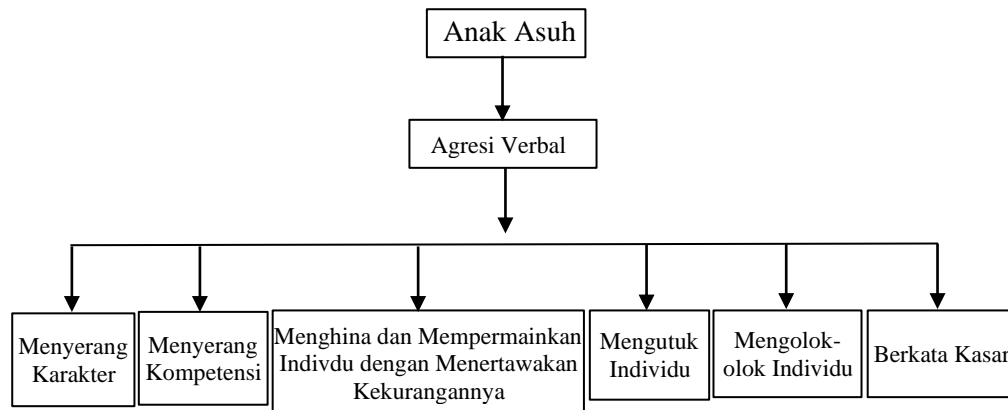 Anak Asuh
Agresi Verbal
Menyerang
Karakter
Menyerang
Kompetensi
Menghina dan Mempermainkan
Indivdu dengan Menertawakan
Kekurangannya
Mengutuk
Individu
Mengolok-
olok Individu
Berkata Kasar